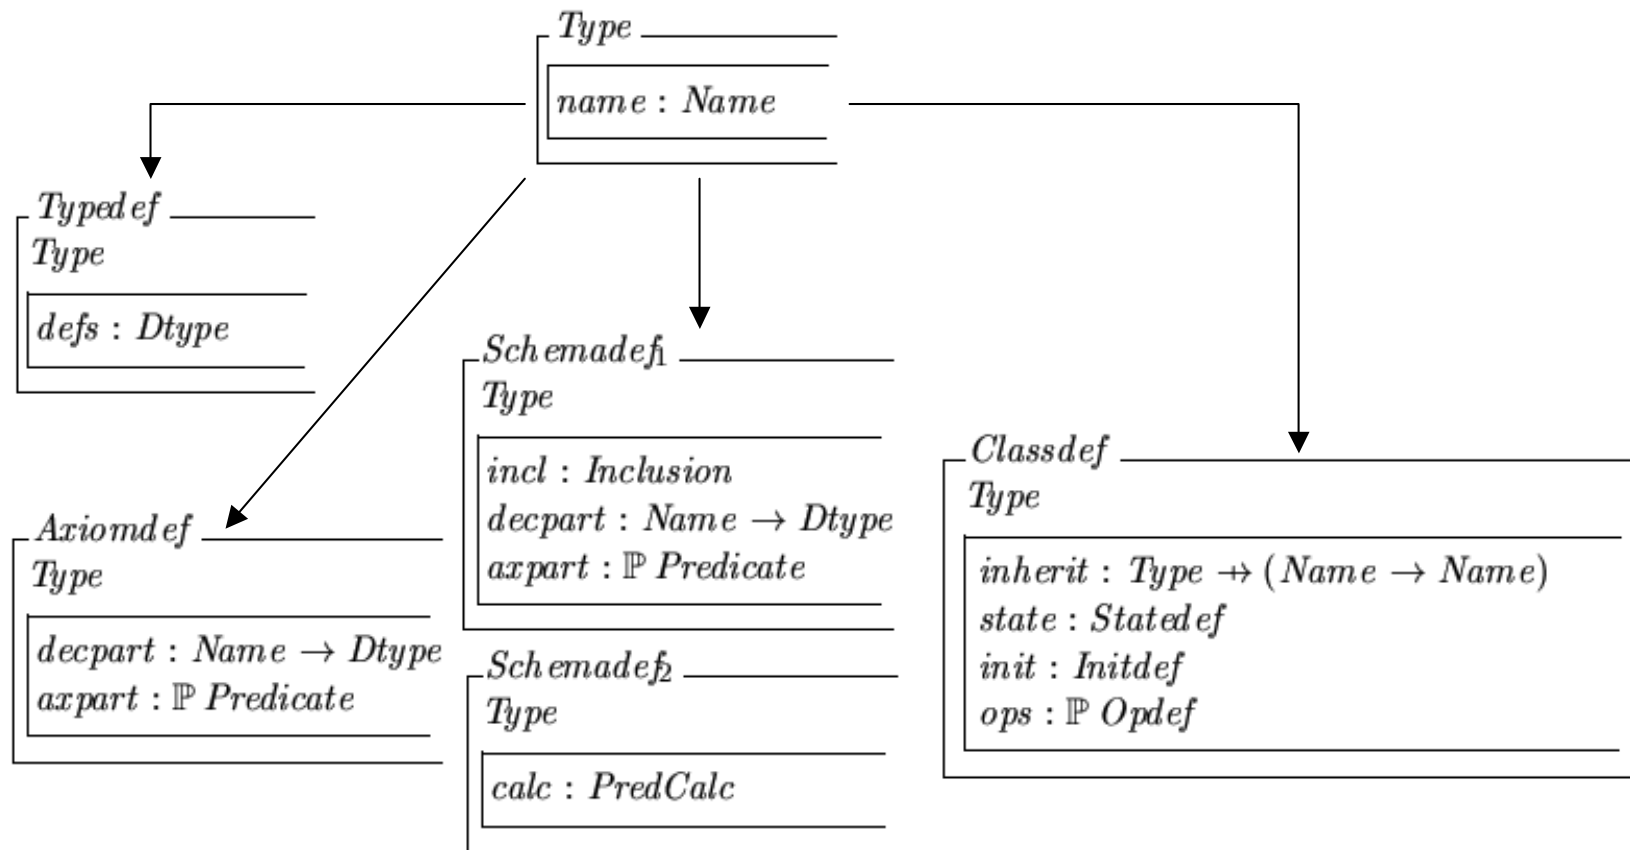 Type
name : Name
Typedef
Type
defs : Dtype
Axiomdef
Type
decpart : Name → Dtype
axpart : ℙ Predicate
Schemadef₁
Type
incl : Inclusion
decpart : Name → Dtype
axpart : ℙ Predicate
Schemadef₂
Type
calc : PredCalc
Classdef
Type
inherit : Type ⇸ (Name → Name)
state : Statedef
init : Initdef
ops : ℙ Opdef